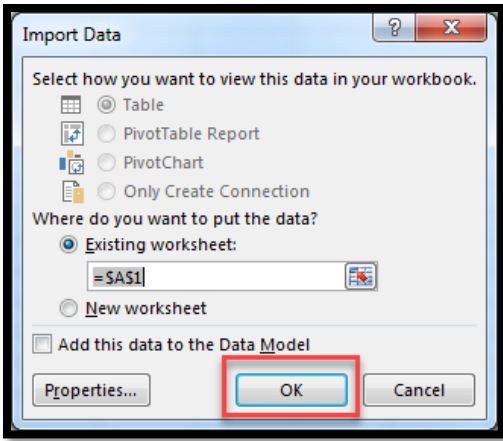 Import Data
?
X
Select how you want to view this data in your workbook.
Table
PivotTable Report
PivotChart
Only Create Connection
Where do you want to put the data?
Existing worksheet:
=$A$1
New worksheet
Add this data to the Data Model
Properties... OK Cancel